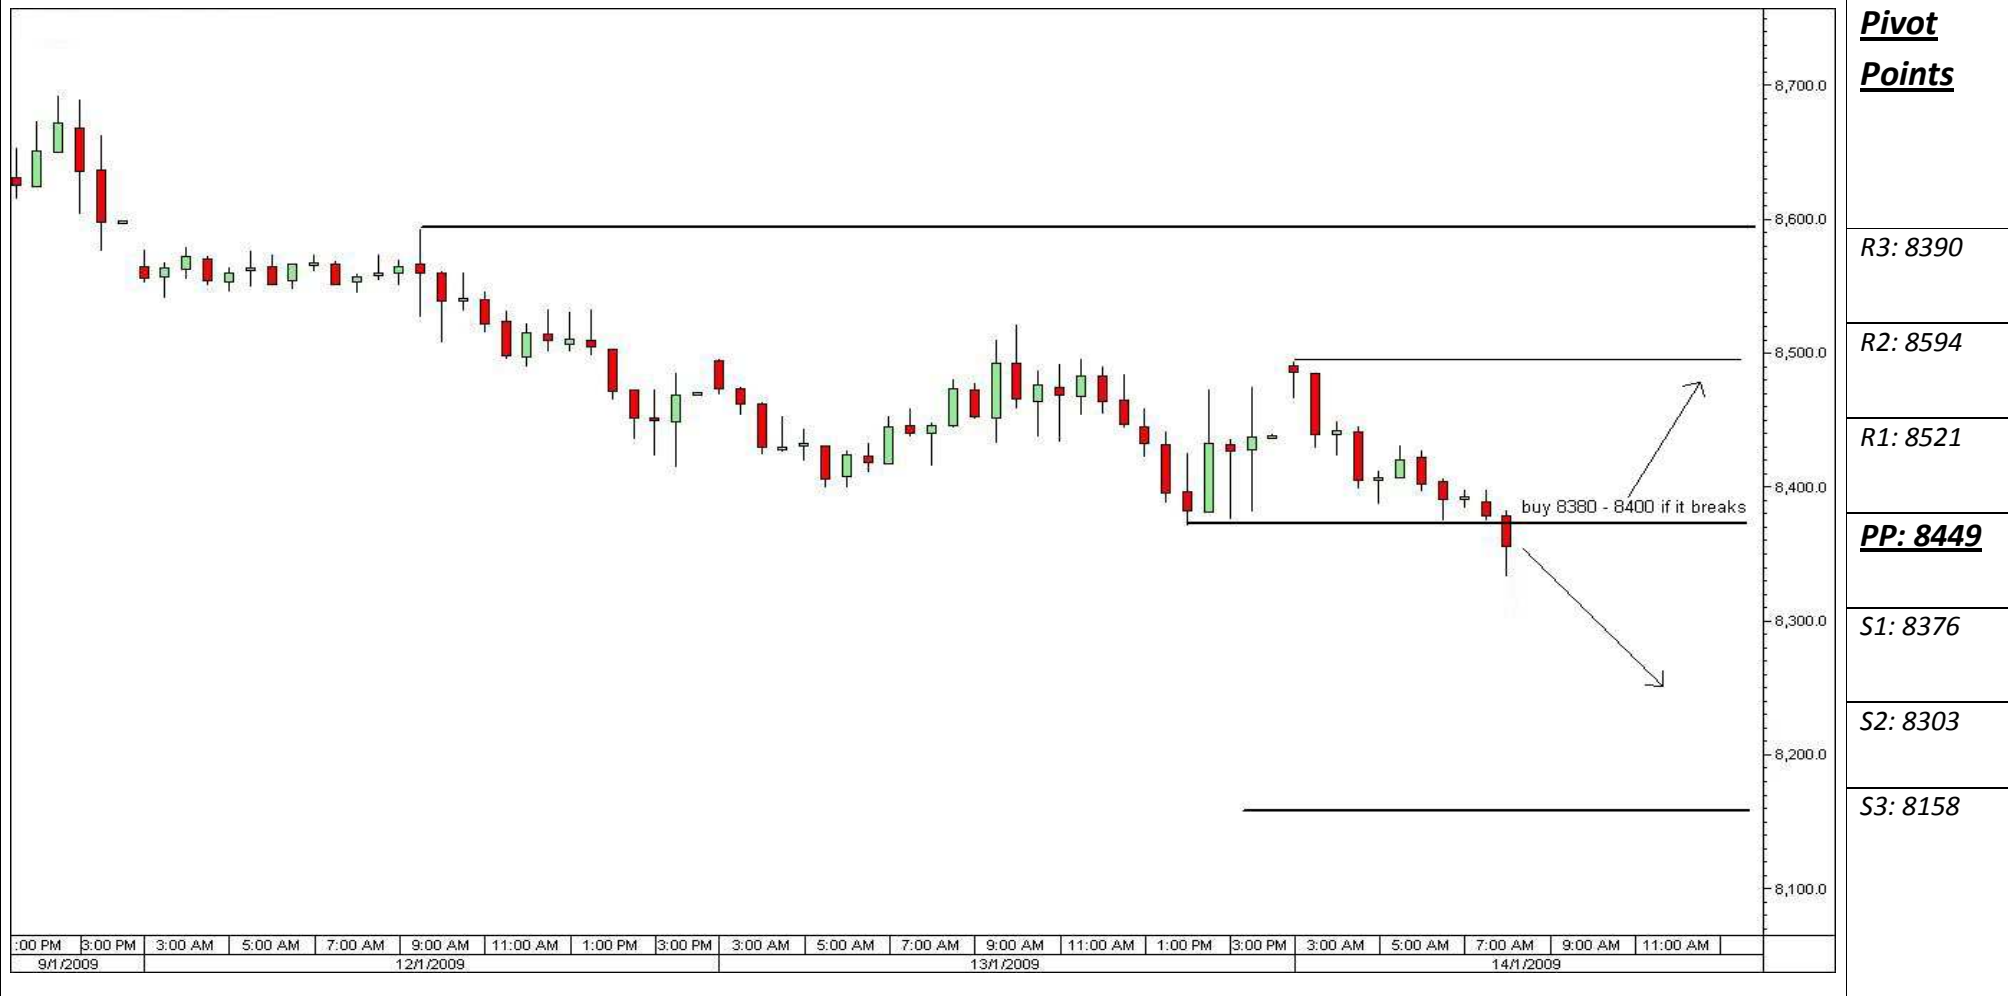 Pivot
Points
R3: 8390
R2: 8594
R1: 8521
PP: 8449
S1: 8376
S2: 8303
S3: 8158
8,700.0
8,600.0
8,500.0
8,400.0
8,300.0
8,200.0
8,100.0
buy 8380 - 8400 if it breaks
:00 PM 3:00 PM 3:00 AM 5:00 AM 7:00 AM 9:00 AM 11:00 AM 1:00 PM 3:00 PM 3:00 AM 5:00 AM 7:00 AM 9:00 AM 11:00 AM 1:00 PM 3:00 PM 3:00 AM 5:00 AM 7:00 AM 9:00 AM 11:00 AM
9/1/2009 12/1/2009 13/1/2009 14/1/2009